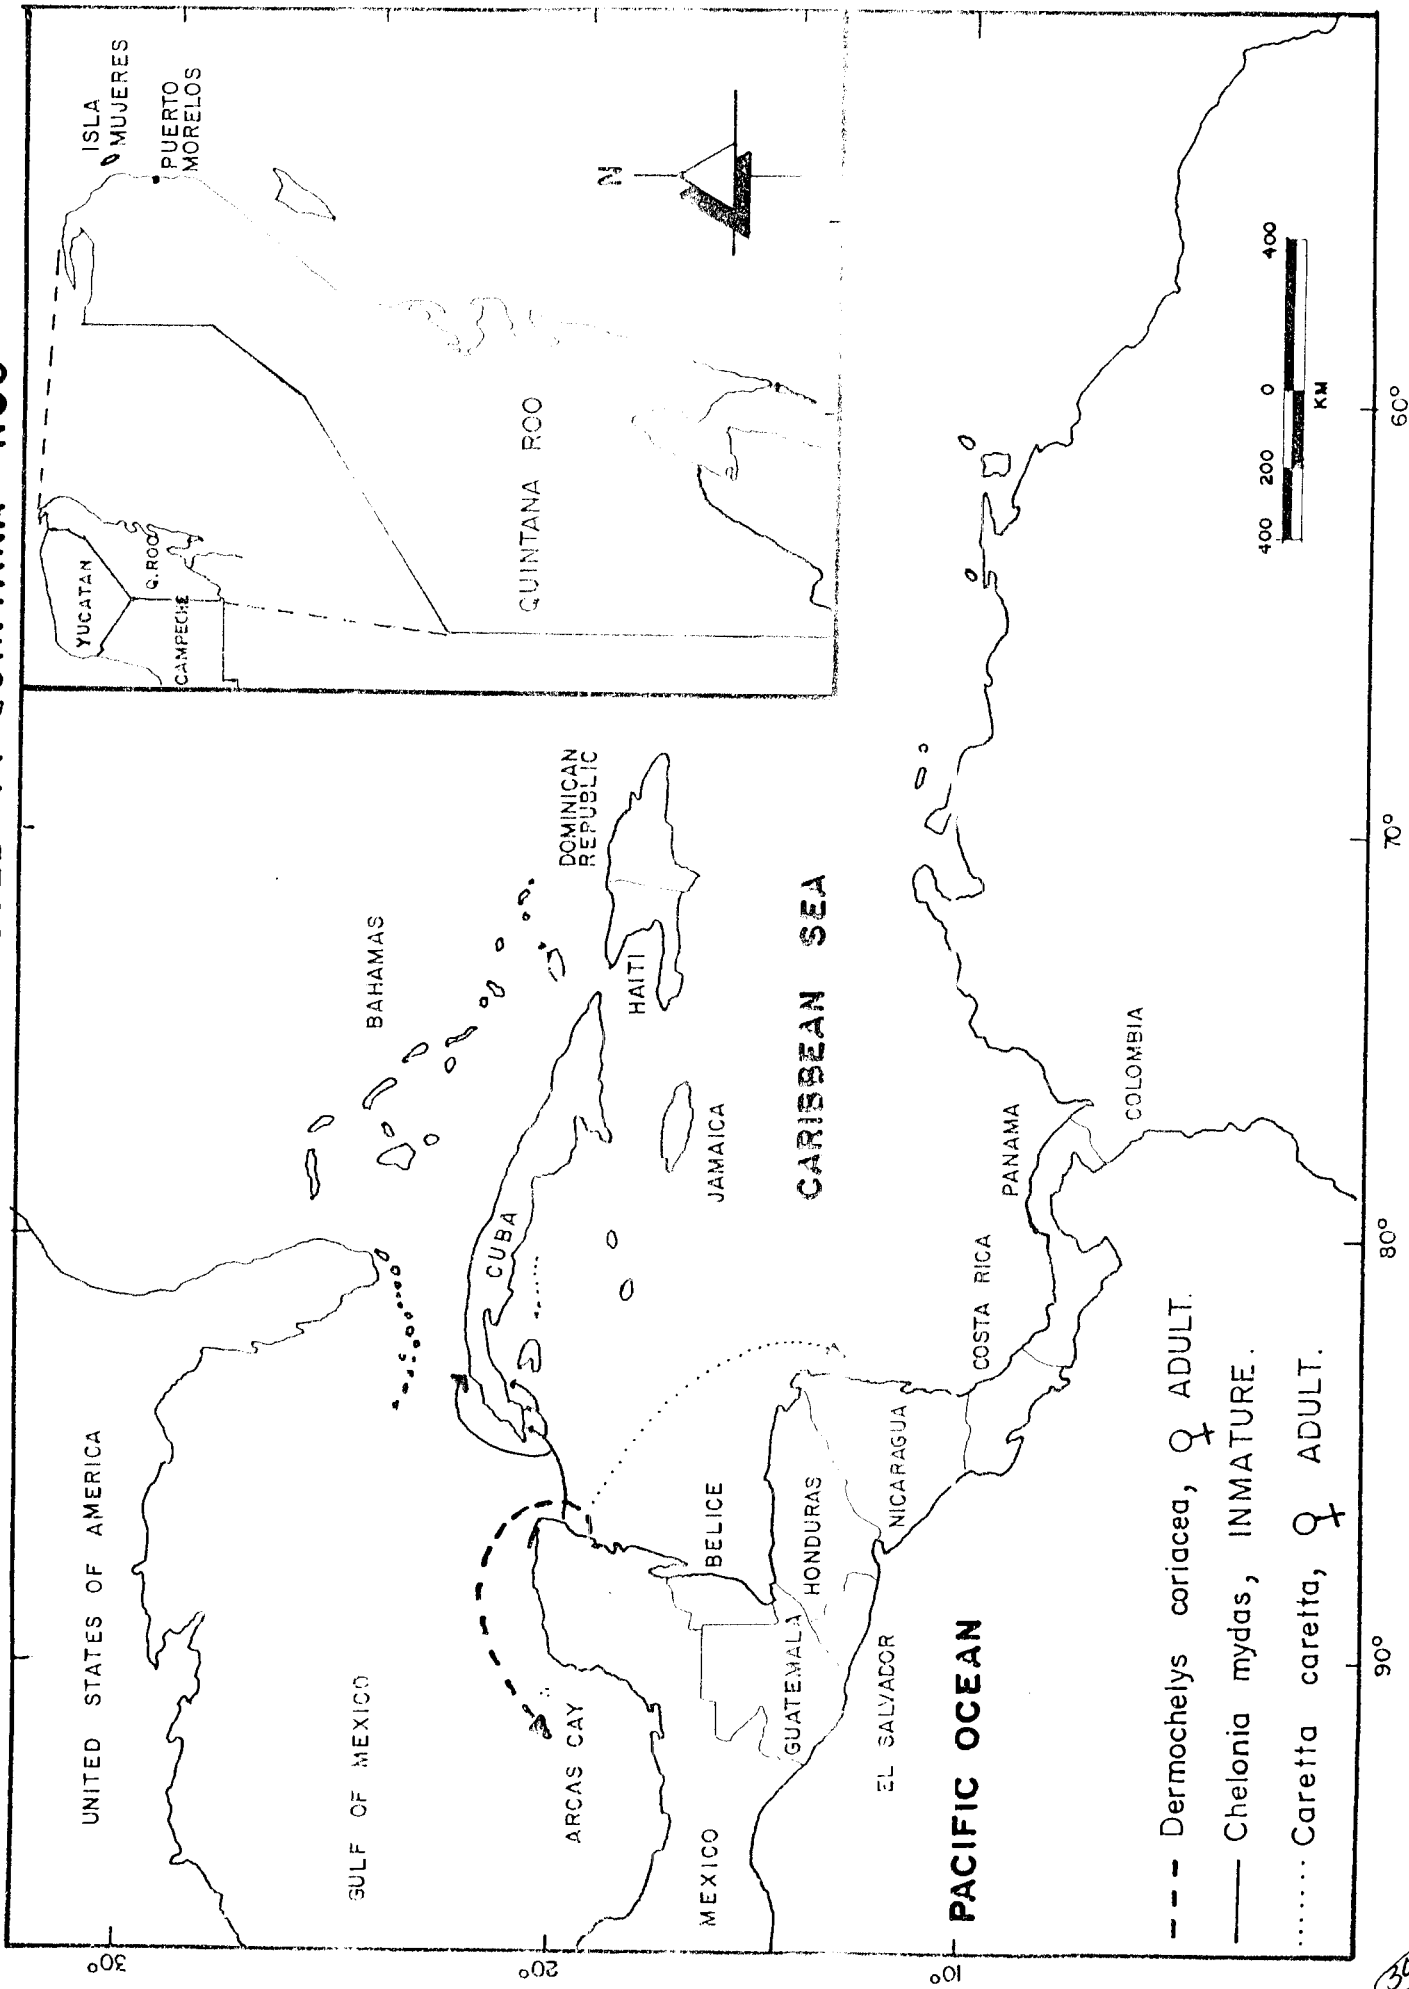 QUINTANA ROO
ISLA
MUJERES
PUERTO
MORELOS
YUCATAN
Q.ROO
CAMPECHE
QUINTANA ROO
N
UNITED STATES OF AMERICA
BAHAMAS
GULF OF MEXICO
CUBA
DOMINICAN
REPUBLIC
HAITI
ARCAS CAY
JAMAICA
MEXICO
BELICE
CARIBBEAN SEA
GUATEMALA
HONDURAS
EL SALVADOR
NICARAGUA
COSTA RICA
PANAMA
COLOMBIA
PACIFIC OCEAN
--- Dermochelys coriacea, ♀ ADULT.
—— Chelonia mydas, INMATURE.
...... Caretta caretta, ♀ ADULT.
400 200 0 400
KM
30°
20°
10°
90°
80°
70°
60°